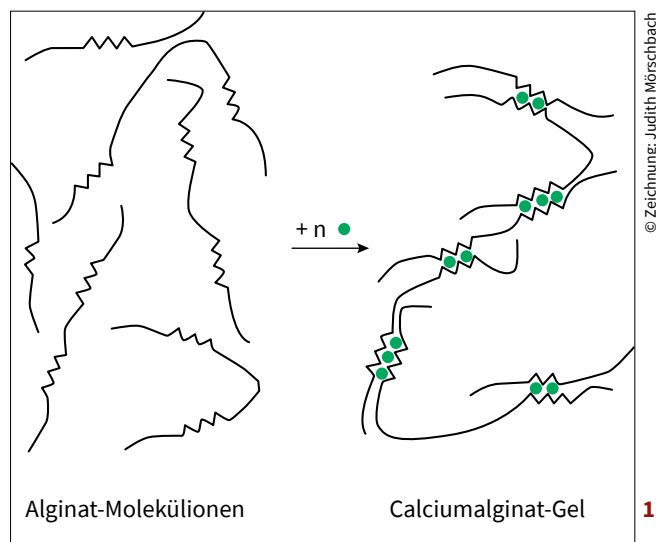 + n
Alginat-Molekülionen
Calciumalginat-Gel
1
© Zeichnung: Judith Mörschbach